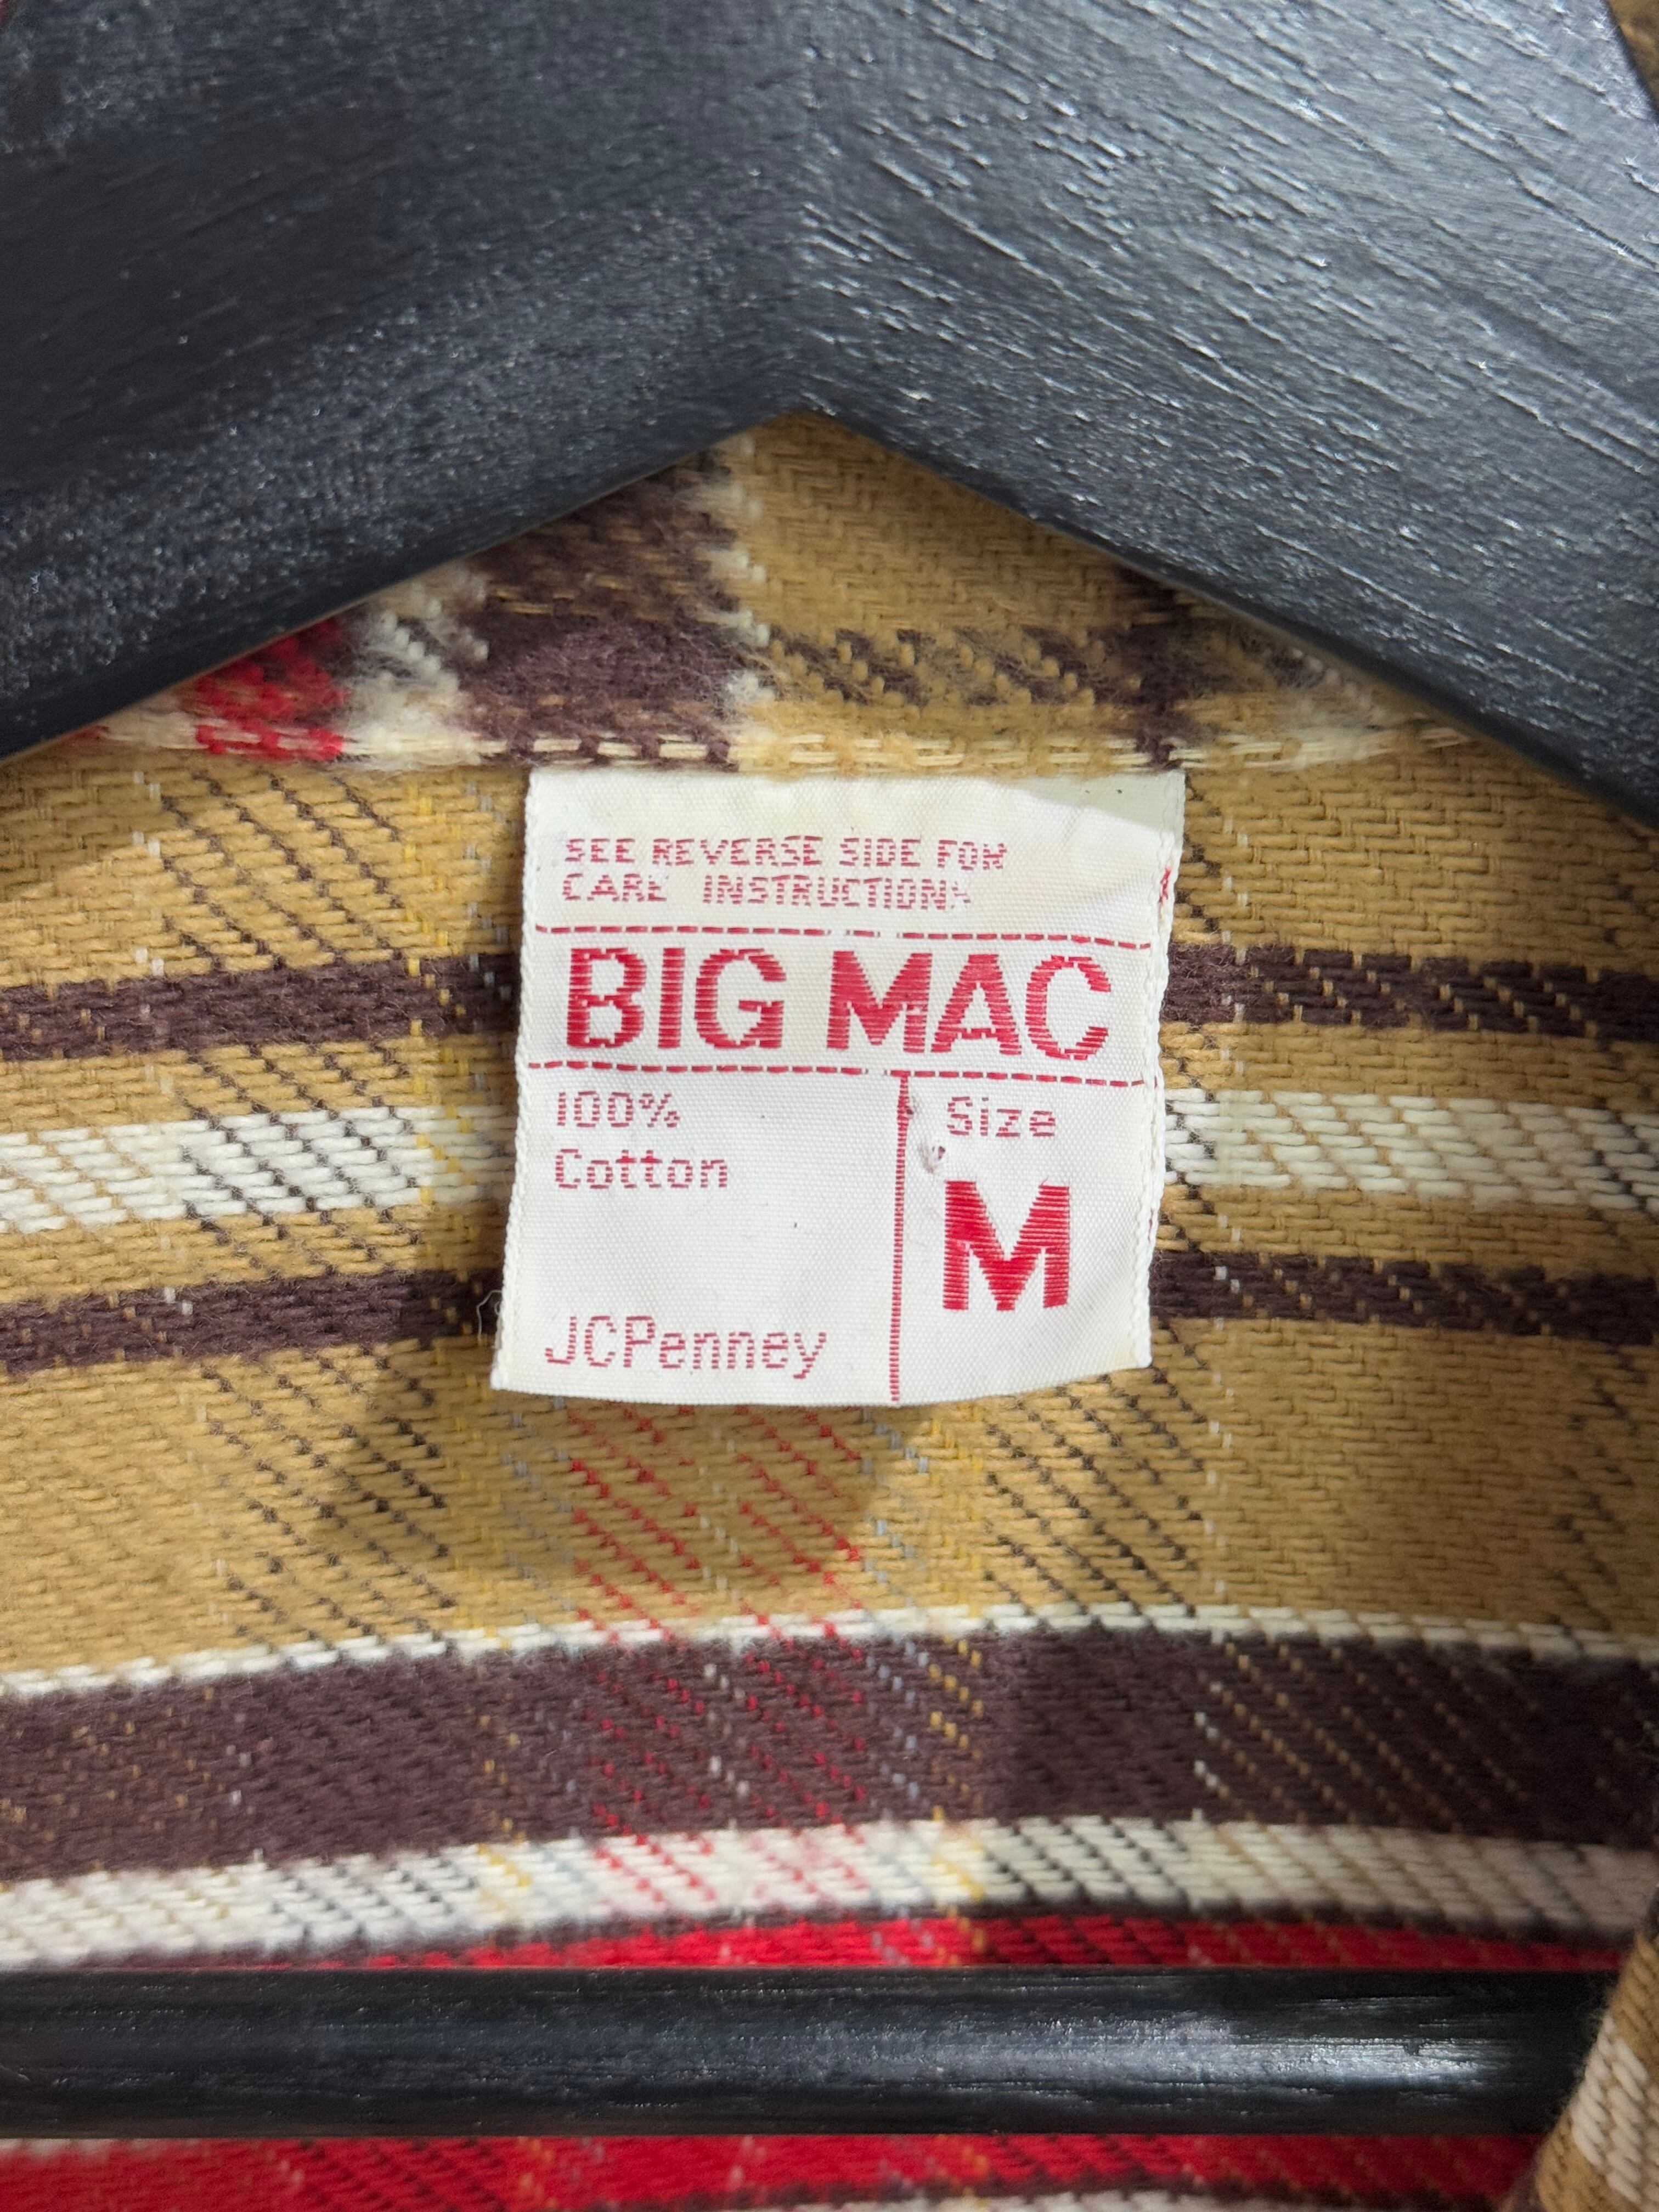 SEE REVERSE SIDE FOR
CARE INSTRUCTIONS
BIG MAC
100%
Cotton
Size
M
JCPenney